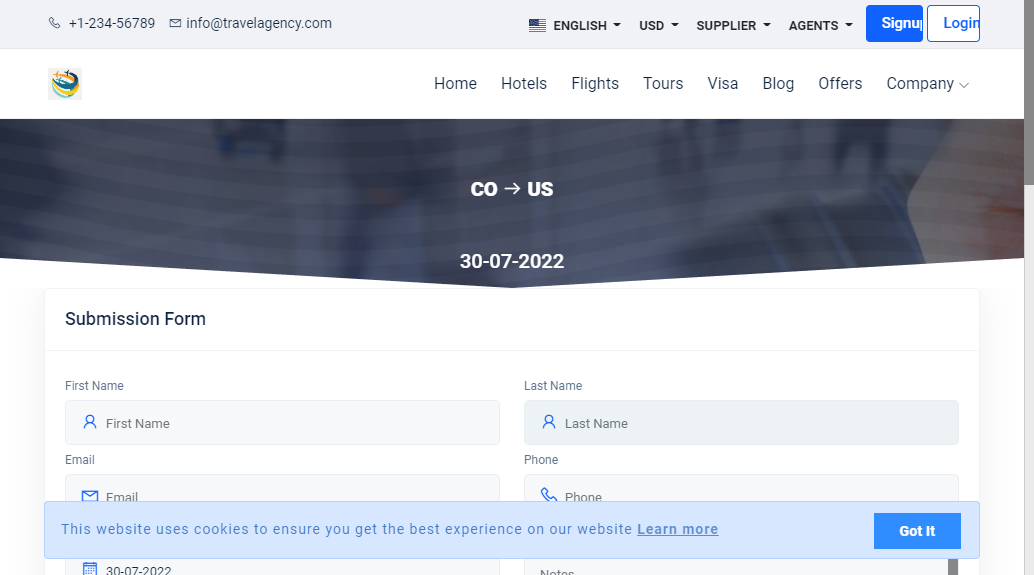 +1-234-56789 info@travelagency.com ENGLISH USD SUPPLIER AGENTS Signup Login
Home Hotels Flights Tours Visa Blog Offers Company
CO → US
30-07-2022
Submission Form
First Name Last Name
First Name Last Name
Email Phone
Email Phone
This website uses cookies to ensure you get the best experience on our website Learn more Got It
30-07-2022 Notes